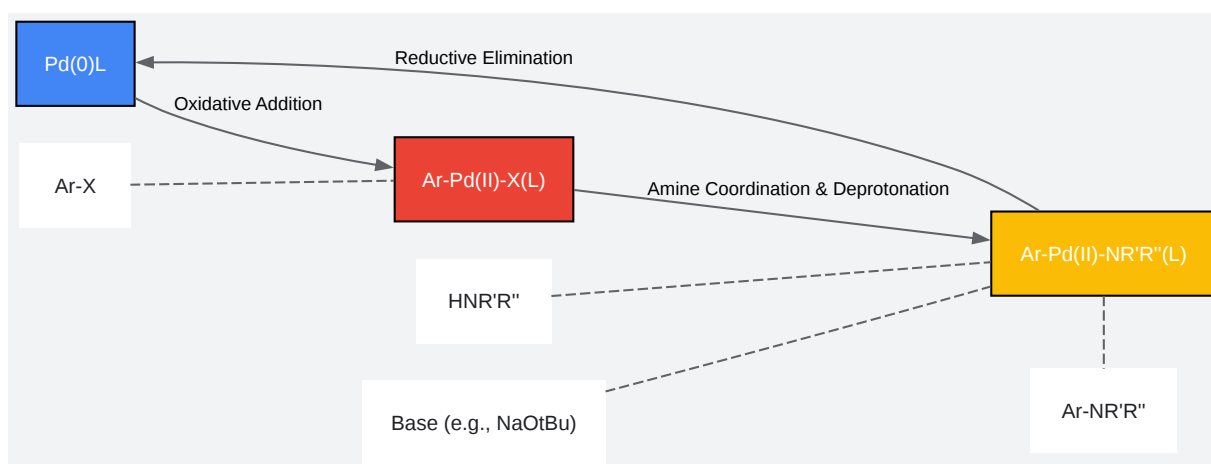 Pd(0)L
Reductive Elimination
Oxidative Addition
Ar-X
Ar-Pd(II)-X(L)
Amine Coordination & Deprotonation
Ar-Pd(II)-NR'R''(L)
HNR'R''
Base (e.g., NaOtBu)
Ar-NR'R''